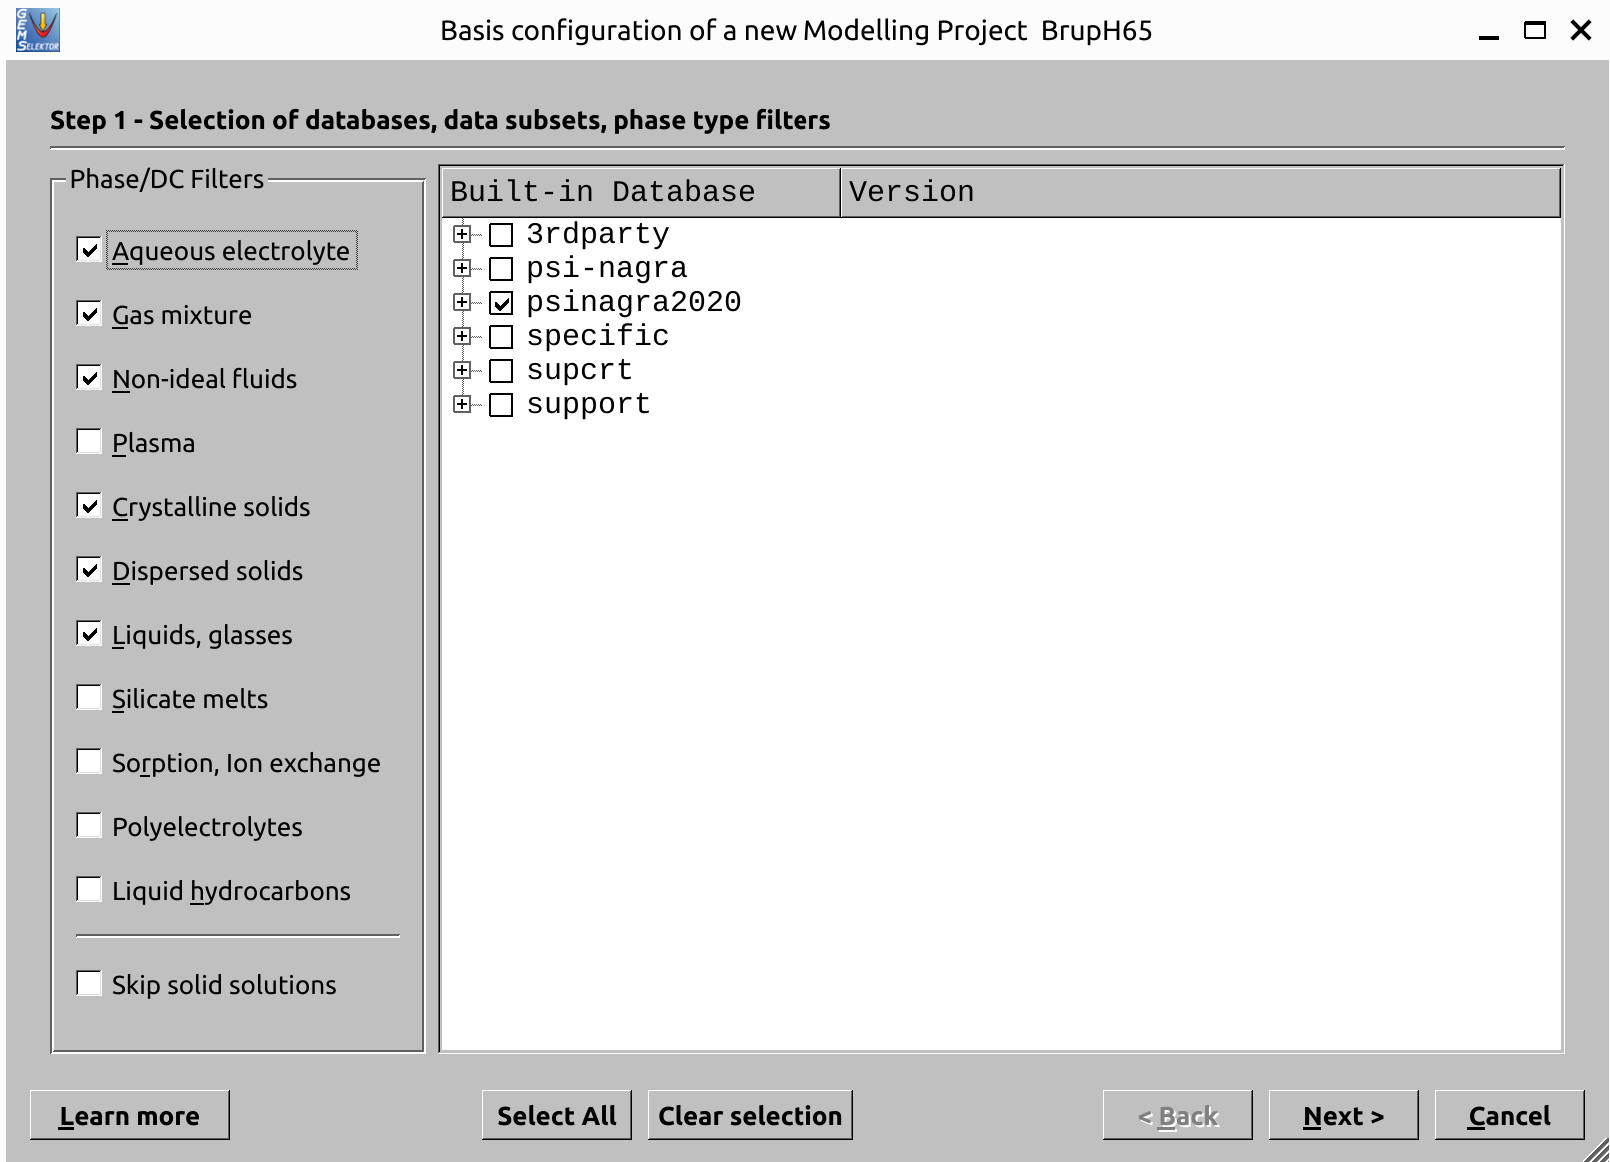 GEMS SELEKTOR
Basis configuration of a new Modelling Project BrupH65
Step 1 - Selection of databases, data subsets, phase type filters
Phase/DC Filters
Aqueous electrolyte
Gas mixture
Non-ideal fluids
Plasma
Crystalline solids
Dispersed solids
Liquids, glasses
Silicate melts
Sorption, Ion exchange
Polyelectrolytes
Liquid hydrocarbons
Skip solid solutions
Built-in Database Version
3rdparty
psi-nagra
psinagra2020
specific
supcrt
support
Learn more Select All Clear selection < Back Next > Cancel